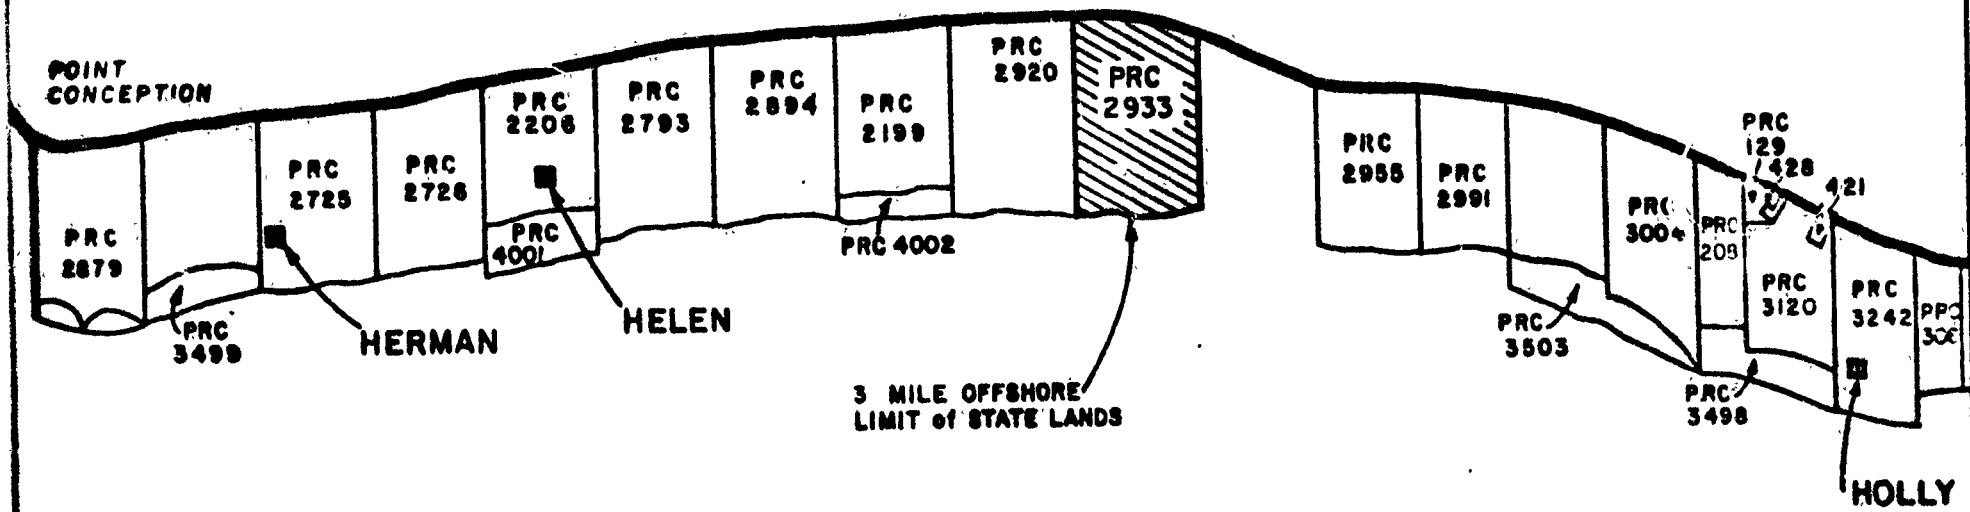 POINT
CONCEPTION
PRC
2879
PRC
3499
PRC
2725
HERMAN
PRC
2726
PRC
2206
PRC
4001
HELEN
PRC
2793
PRC
2894
PRC
2199
PRC 4002
PRC
2920
PRC
2933
3 MILE OFFSHORE
LIMIT of STATE LANDS
PRC
2955
PRC
2991
PRC
3503
PRC
3004
PRC
208
PRC
129
428
421
PRC
3120
PRC
3498
PRC
3242
HOLLY